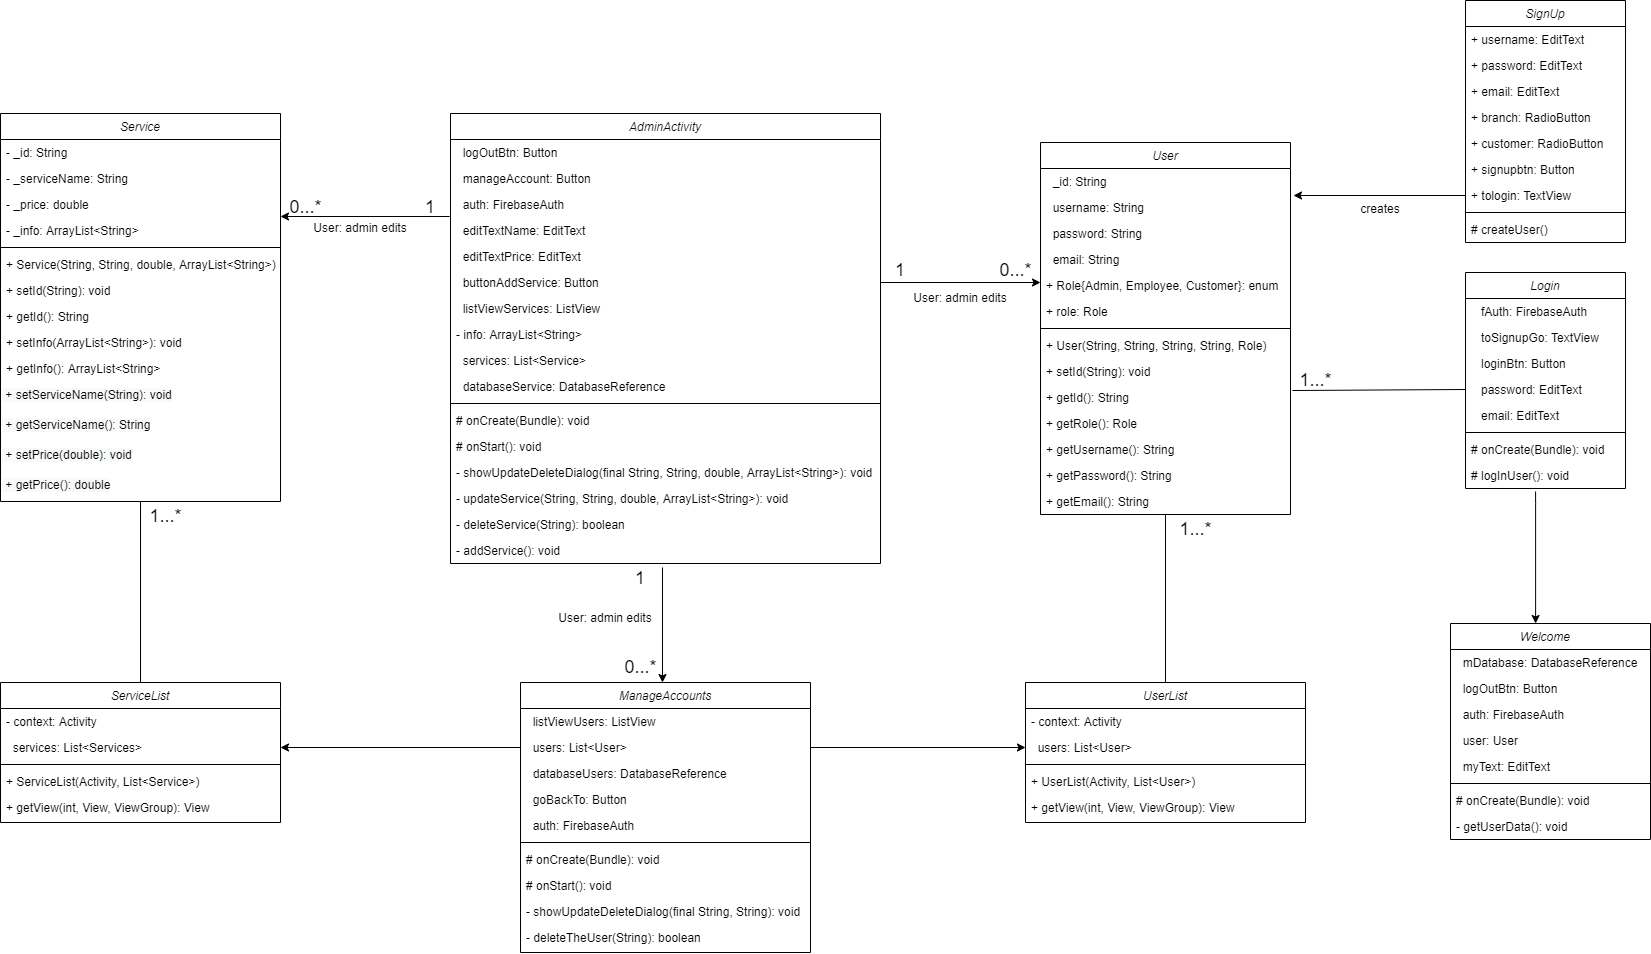 SignUp
+ username: EditText
+ password: EditText
+ email: EditText
+ branch: RadioButton
+ customer: RadioButton
+ signupbtn: Button
+ tologin: TextView
# createUser()
Service
- _id: String
- _serviceName: String
- _price: double
- _info: ArrayList<String>
+ Service(String, String, double, ArrayList<String>)
+ setId(String): void
+ getId(): String
+ setInfo(ArrayList<String>): void
+ getInfo(): ArrayList<String>
+ setServiceName(String): void
+ getServiceName(): String
+ setPrice(double): void
+ getPrice(): double
0...*
1
User: admin edits
AdminActivity
logOutBtn: Button
manageAccount: Button
auth: FirebaseAuth
editTextName: EditText
editTextPrice: EditText
buttonAddService: Button
listViewServices: ListView
- info: ArrayList<String>
services: List<Service>
databaseService: DatabaseReference
# onCreate(Bundle): void
# onStart(): void
- showUpdateDeleteDialog(final String, String, double, ArrayList<String>): void
- updateService(String, String, double, ArrayList<String>): void
- deleteService(String): boolean
- addService(): void
1
0...*
User: admin edits
User
_id: String
username: String
password: String
email: String
+ Role{Admin, Employee, Customer}: enum
+ role: Role
+ User(String, String, String, String, Role)
+ setId(String): void
+ getId(): String
+ getRole(): Role
+ getUsername(): String
+ getPassword(): String
+ getEmail(): String
creates
1...*
Login
fAuth: FirebaseAuth
toSignupGo: TextView
loginBtn: Button
password: EditText
email: EditText
# onCreate(Bundle): void
# logInUser(): void
1...*
1
User: admin edits
0...*
1...*
ServiceList
- context: Activity
services: List<Services>
+ ServiceList(Activity, List<Service>)
+ getView(int, View, ViewGroup): View
ManageAccounts
listViewUsers: ListView
users: List<User>
databaseUsers: DatabaseReference
goBackTo: Button
auth: FirebaseAuth
# onCreate(Bundle): void
# onStart(): void
- showUpdateDeleteDialog(final String, String): void
- deleteTheUser(String): boolean
UserList
- context: Activity
users: List<User>
+ UserList(Activity, List<User>)
+ getView(int, View, ViewGroup): View
Welcome
mDatabase: DatabaseReference
logOutBtn: Button
auth: FirebaseAuth
user: User
myText: EditText
# onCreate(Bundle): void
- getUserData(): void